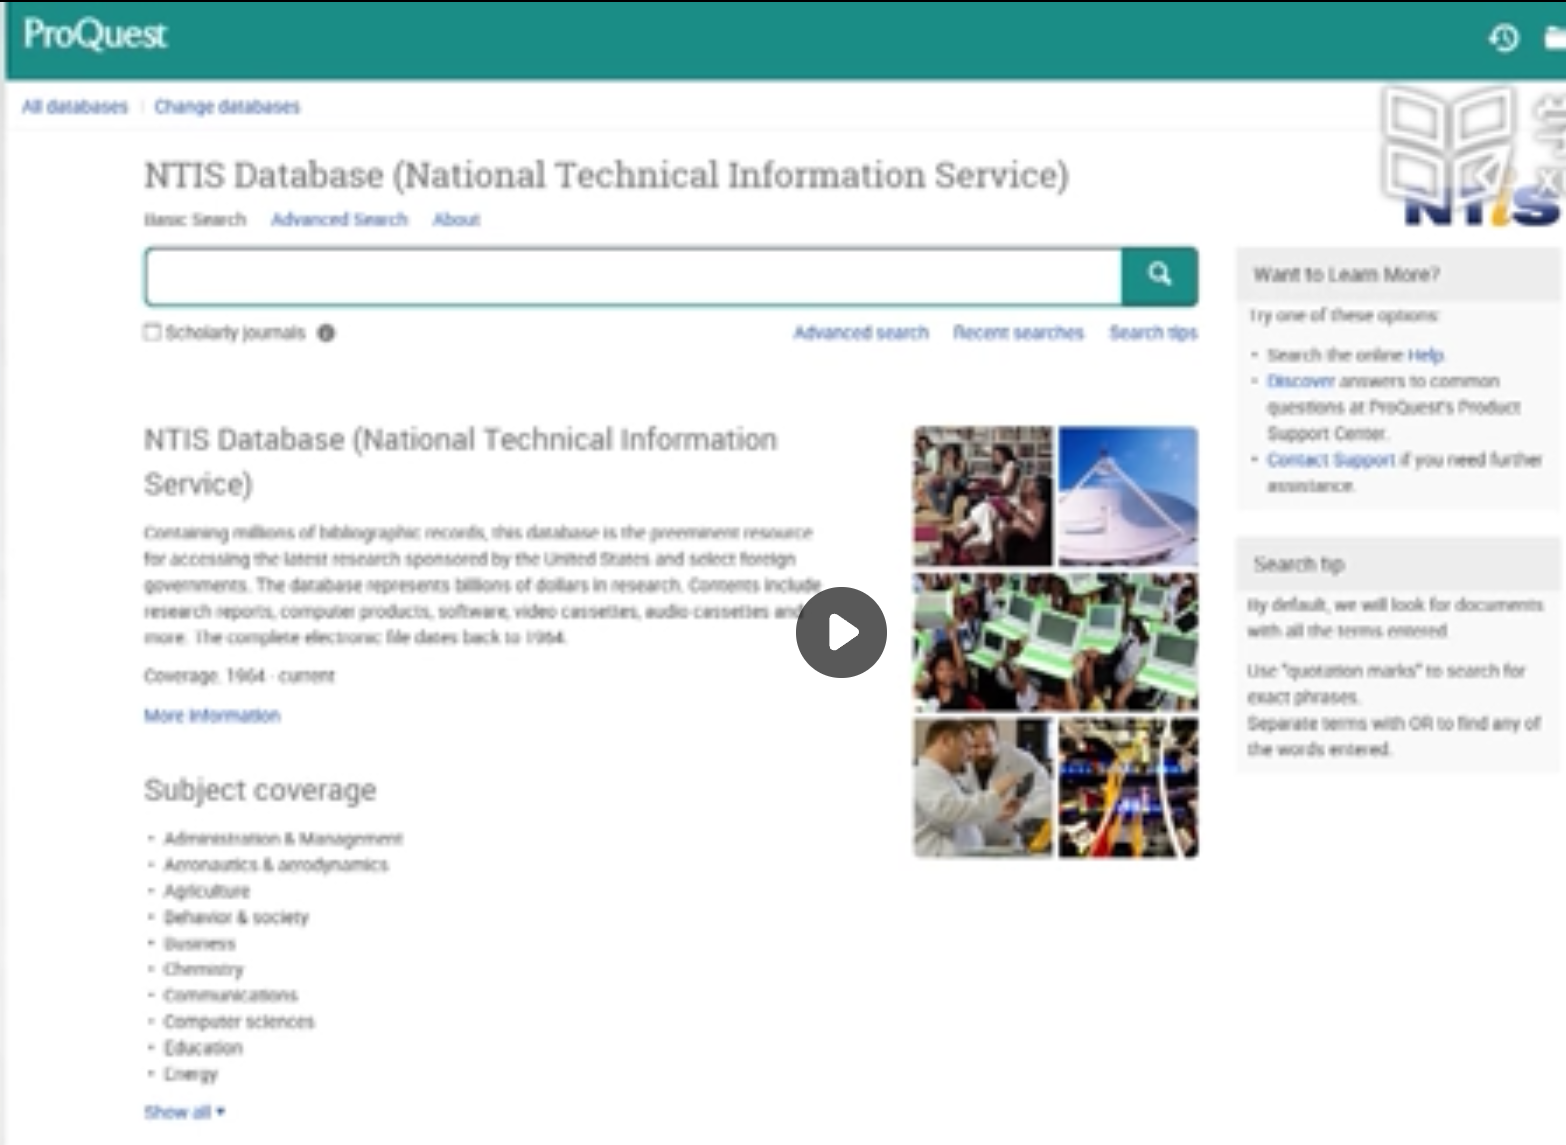 ProQuest
All databases | Change databases
NTIS Database (National Technical Information Service)
Basic Search Advanced Search About
NTIS
Scholarly journals
Advanced search Recent searches Search tips
NTIS Database (National Technical Information
Service)
Containing millions of bibliographic records, this database is the preeminent resource
for accessing the latest research sponsored by the United States and select foreign
governments. The database represents billions of dollars in research. Contents include
research reports, computer products, software, video cassettes, audio cassettes and
more. The complete electronic file dates back to 1964.
Coverage: 1964 - current
More Information
Subject coverage
• Administration & Management
• Aeronautics & aerodynamics
• Agriculture
• Behavior & society
• Business
• Chemistry
• Communications
• Computer sciences
• Education
• Energy
Show all
Want to Learn More?
Try one of these options:
• Search the online Help.
• Discover answers to common
questions at ProQuest's Product
Support Center.
• Contact Support if you need further
assistance.
Search tip
By default, we will look for documents
with all the terms entered
Use "quotation marks" to search for
exact phrases.
Separate terms with OR to find any of
the words entered.